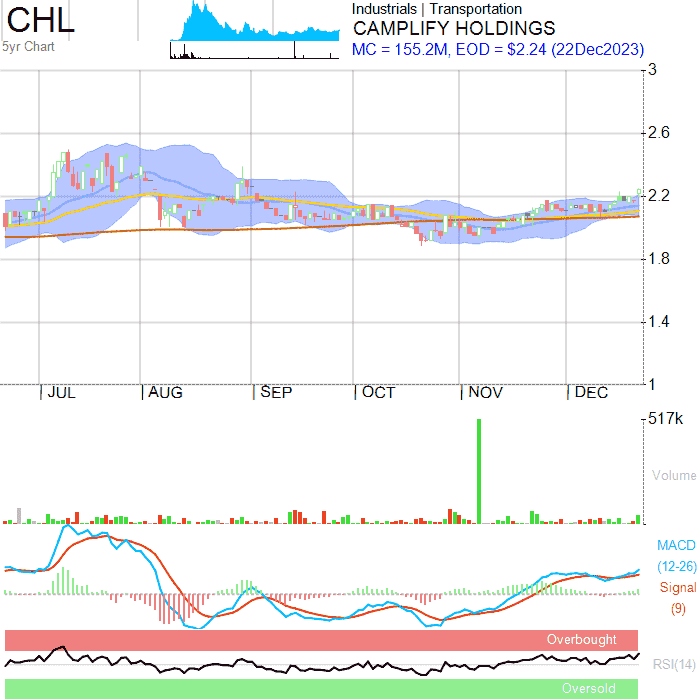 CHL
5yr Chart
Industrials | Transportation
CAMPLIFY HOLDINGS
MC = 155.2M, EOD = $2.24 (22Dec2023)
3
2.6
2.2
1.8
1.4
1
JUL AUG SEP OCT NOV DEC
517k
Volume
MACD
(12-26)
Signal
(9)
Overbought
RSI(14)
Oversold